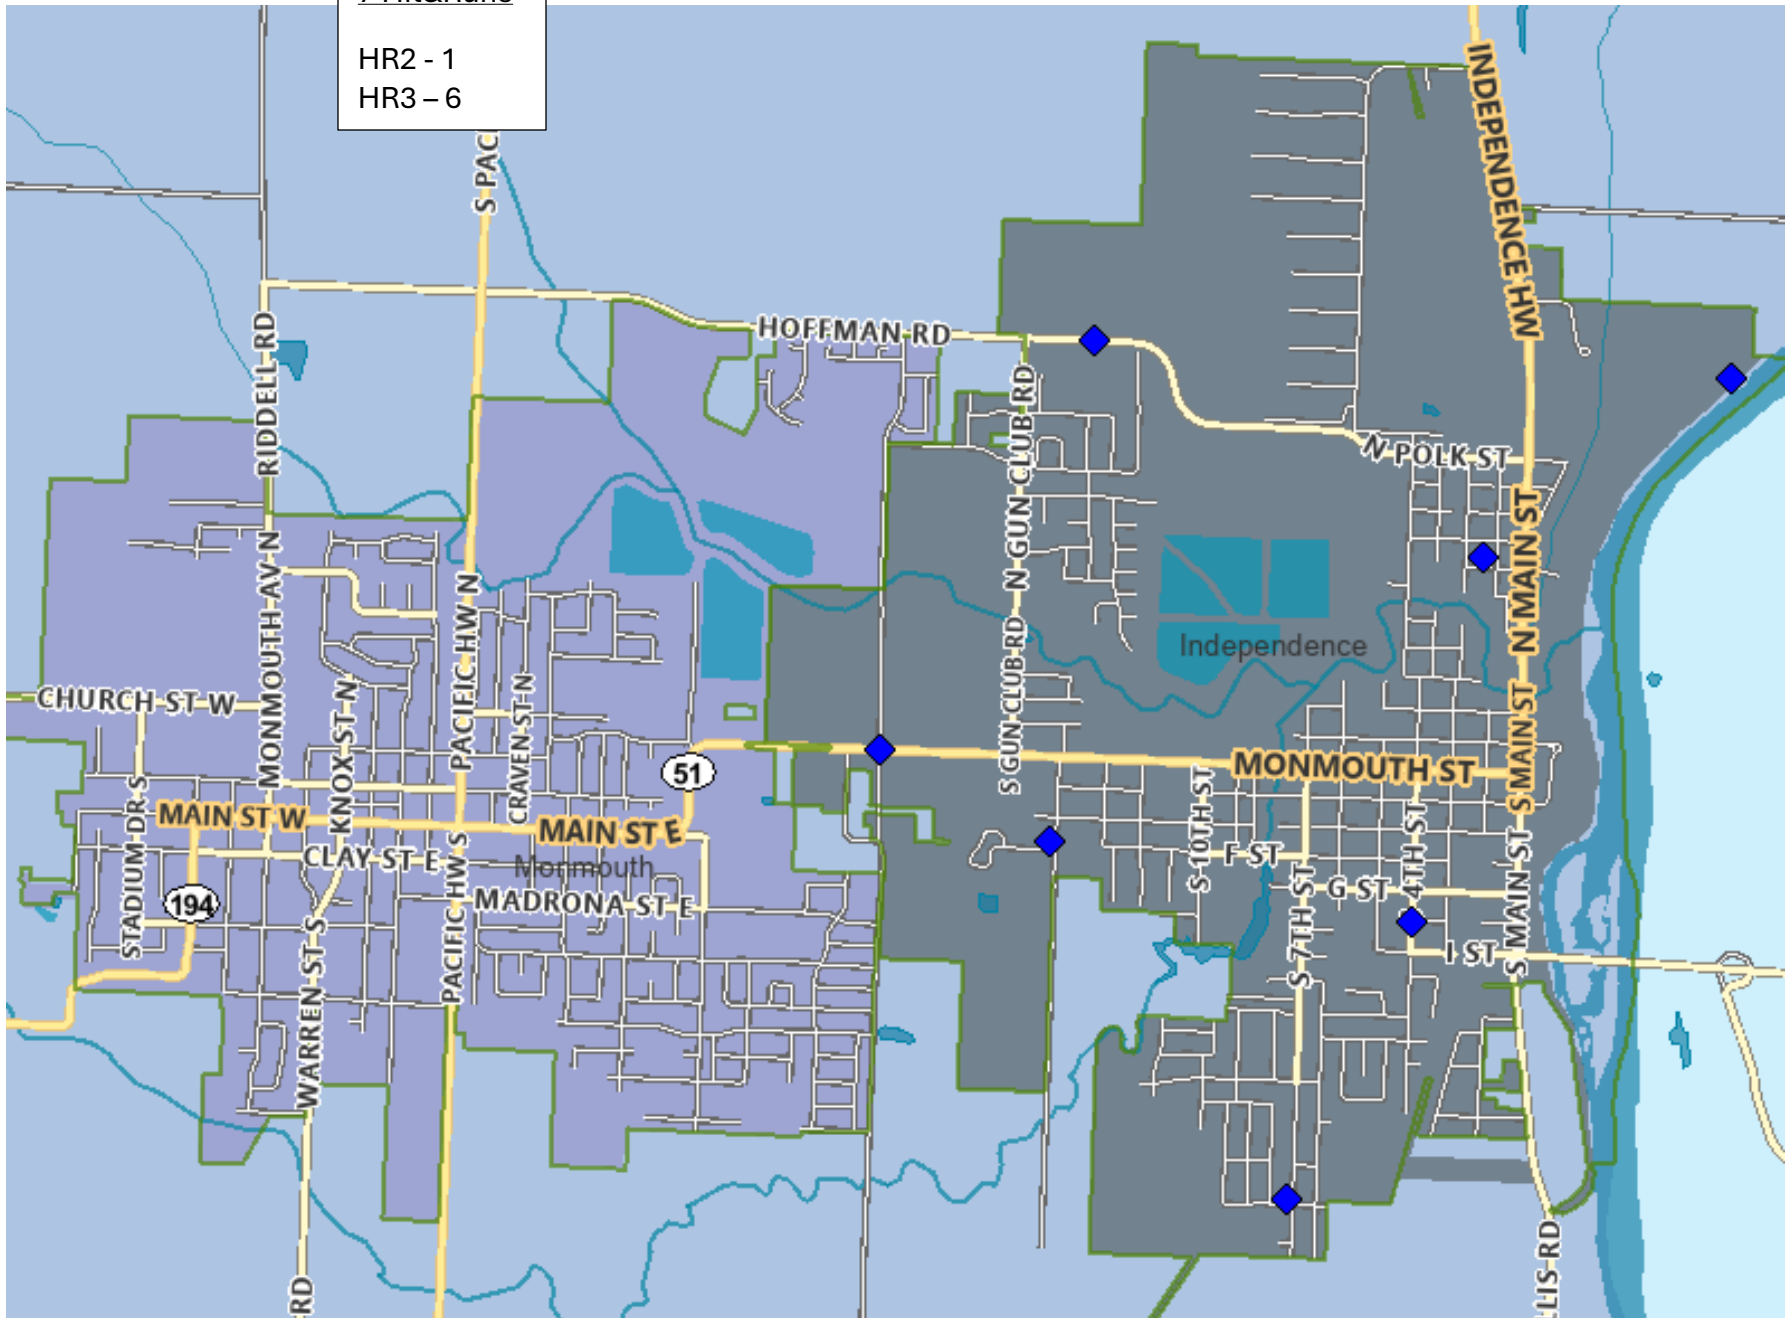 HR2 - 1
HR3 – 6
S PAC
INDEPENDENCE HW
HOFFMAN RD
RIDDELL RD
N GUN CLUB RD
N POLK ST
N MAIN ST
MONMOUTH AV N
PACIFIC HW N
Independence
CHURCH ST W
KNOX ST N
CRAVEN ST N
S GUN CLUB RD
S MAIN ST
51
MONMOUTH ST
STADIUM DR S
MAIN ST W
MAIN ST E
S 10TH ST
4TH ST
CLAY ST E
Monmouth
F ST
G ST
S MAIN ST
194
MADRONA ST E
PACIFIC HW S
WARREN ST S
S 7TH ST
I ST
RD
LIS RD